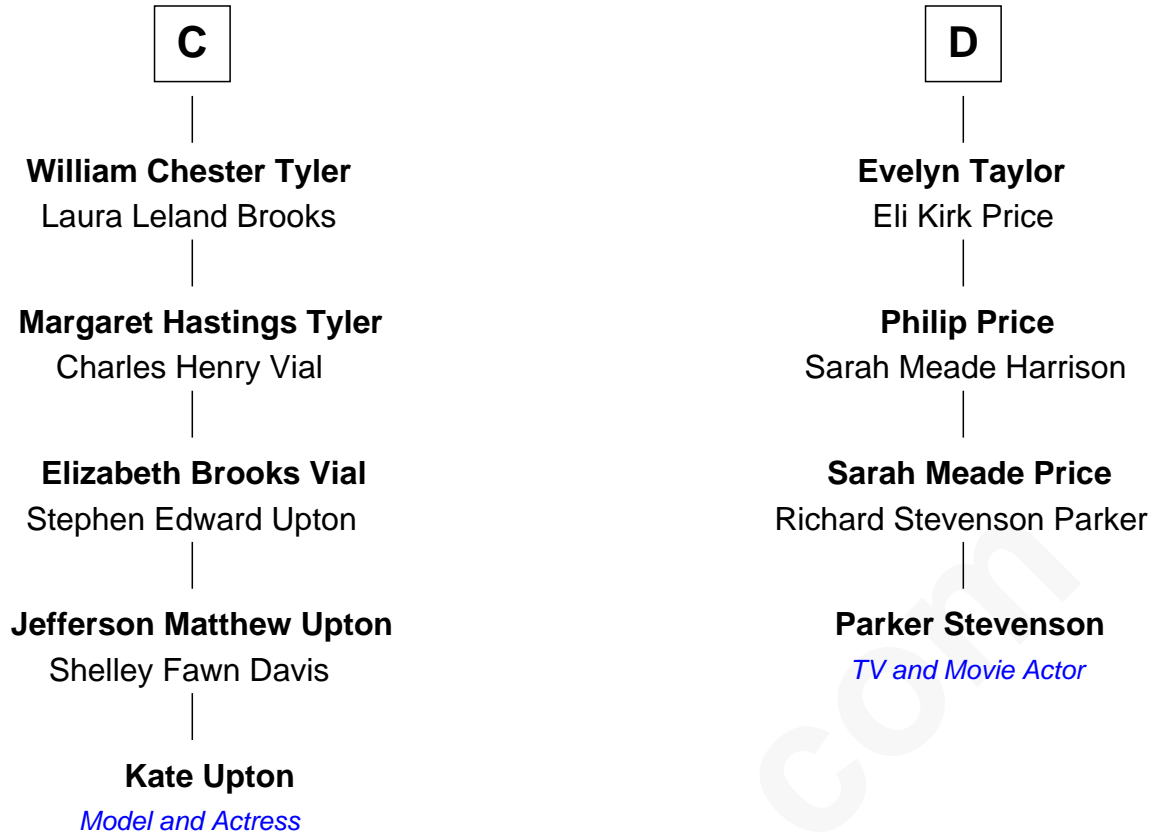 C
William Chester Tyler
Laura Leland Brooks
Margaret Hastings Tyler
Charles Henry Vial
Elizabeth Brooks Vial
Stephen Edward Upton
Jefferson Matthew Upton
Shelley Fawn Davis
Kate Upton
Model and Actress
D
Evelyn Taylor
Eli Kirk Price
Philip Price
Sarah Meade Harrison
Sarah Meade Price
Richard Stevenson Parker
Parker Stevenson
TV and Movie Actor
com